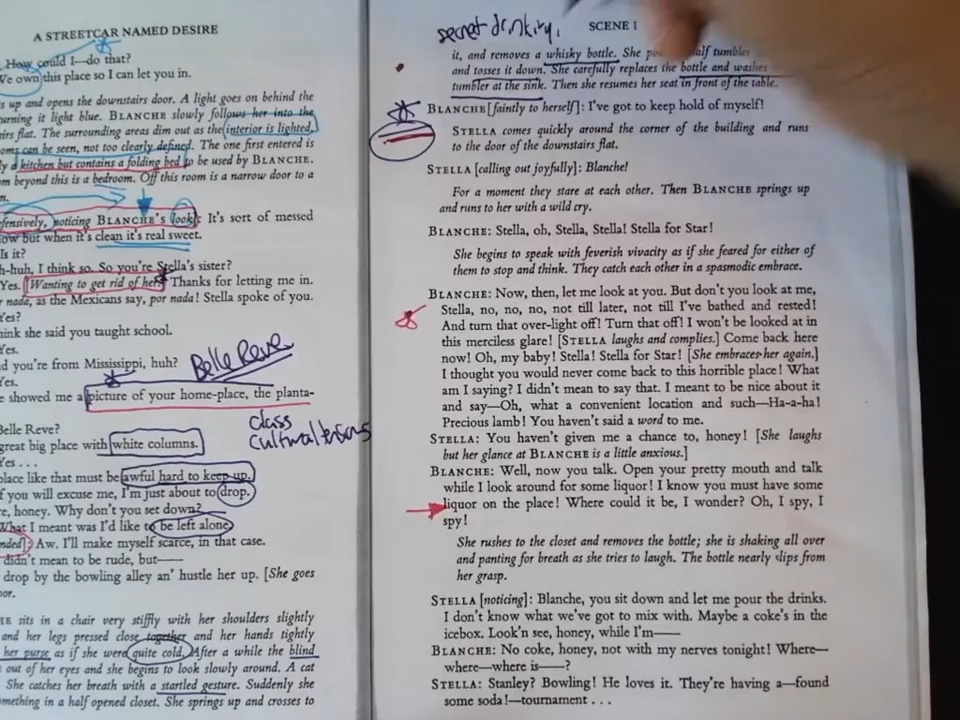 A STREETCAR NAMED DESIRE
How could I—do that?
We own this place so I can let you in.
s up and opens the downstairs door. A light goes on behind the
urning it light blue. BLANCHE slowly follows her into the
irs flat. The surrounding areas dim out as the interior is lighted.
oms can be seen, not too clearly defined. The one first entered is
ly a kitchen but contains a folding bed to be used by BLANCHE.
m beyond this is a bedroom. Off this room is a narrow door to a
m.
efensively, noticing BLANCHE'S look]: It's sort of messed
now but when it's clean it's real sweet.
Is it?
h-huh, I think so. So you're Stella's sister?
Yes. [Wanting to get rid of her] Thanks for letting me in.
r nada, as the Mexicans say, por nada! Stella spoke of you.
Yes?
hink she said you taught school.
Yes.
d you're from Mississippi, huh?
Yes.
Belle Reve
e showed me a picture of your home-place, the planta-
class
Cultural
Belle Reve?
great big place with white columns.
Yes . . .
place like that must be awful hard to keep up.
f you will excuse me, I'm just about to drop.
e, honey. Why don't you set down?
What I meant was I'd like to be left alone.
nded]: Aw. I'll make myself scarce, in that case.
didn't mean to be rude, but—
drop by the bowling alley an' hustle her up. [She goes
oor.
HE sits in a chair very stiffly with her shoulders slightly
and her legs pressed close together and her hands tightly
her purse as if she were quite cold. After a while the blind
out of her eyes and she begins to look slowly around. A cat
She catches her breath with a startled gesture. Suddenly she
omething in a half opened closet. She springs up and crosses to
secret drinking.
SCENE 1
it, and removes a whisky bottle. She half tumbler
and tosses it down. She carefully replaces the bottle and washes
tumbler at the sink. Then she resumes her seat in front of the table.
BLANCHE [faintly to herself]: I've got to keep hold of myself!
STELLA comes quickly around the corner of the building and runs
to the door of the downstairs flat.
STELLA [calling out joyfully]: Blanche!
For a moment they stare at each other. Then BLANCHE springs up
and runs to her with a wild cry.
BLANCHE: Stella, oh, Stella, Stella! Stella for Star!
She begins to speak with feverish vivacity as if she feared for either of
them to stop and think. They catch each other in a spasmodic embrace.
BLANCHE: Now, then, let me look at you. But don't you look at me,
Stella, no, no, no, not till later, not till I've bathed and rested!
And turn that over-light off! Turn that off! I won't be looked at in
this merciless glare! [STELLA laughs and complies.] Come back here
now! Oh, my baby! Stella! Stella for Star! [She embraces her again.]
I thought you would never come back to this horrible place! What
am I saying? I didn't mean to say that. I meant to be nice about it
and say—Oh, what a convenient location and such—Ha-a-ha!
Precious lamb! You haven't said a word to me.
STELLA: You haven't given me a chance to, honey! [She laughs
but her glance at BLANCHE is a little anxious.]
BLANCHE: Well, now you talk. Open your pretty mouth and talk
while I look around for some liquor! I know you must have some
liquor on the place! Where could it be, I wonder? Oh, I spy, I
spy!
She rushes to the closet and removes the bottle; she is shaking all over
and panting for breath as she tries to laugh. The bottle nearly slips from
her grasp.
STELLA [noticing]: Blanche, you sit down and let me pour the drinks.
I don't know what we've got to mix with. Maybe a coke's in the
icebox. Look'n see, honey, while I'm—
BLANCHE: No coke, honey, not with my nerves tonight! Where—
where—where is—?
STELLA: Stanley? Bowling! He loves it. They're having a—found
some soda!—tournament . . .